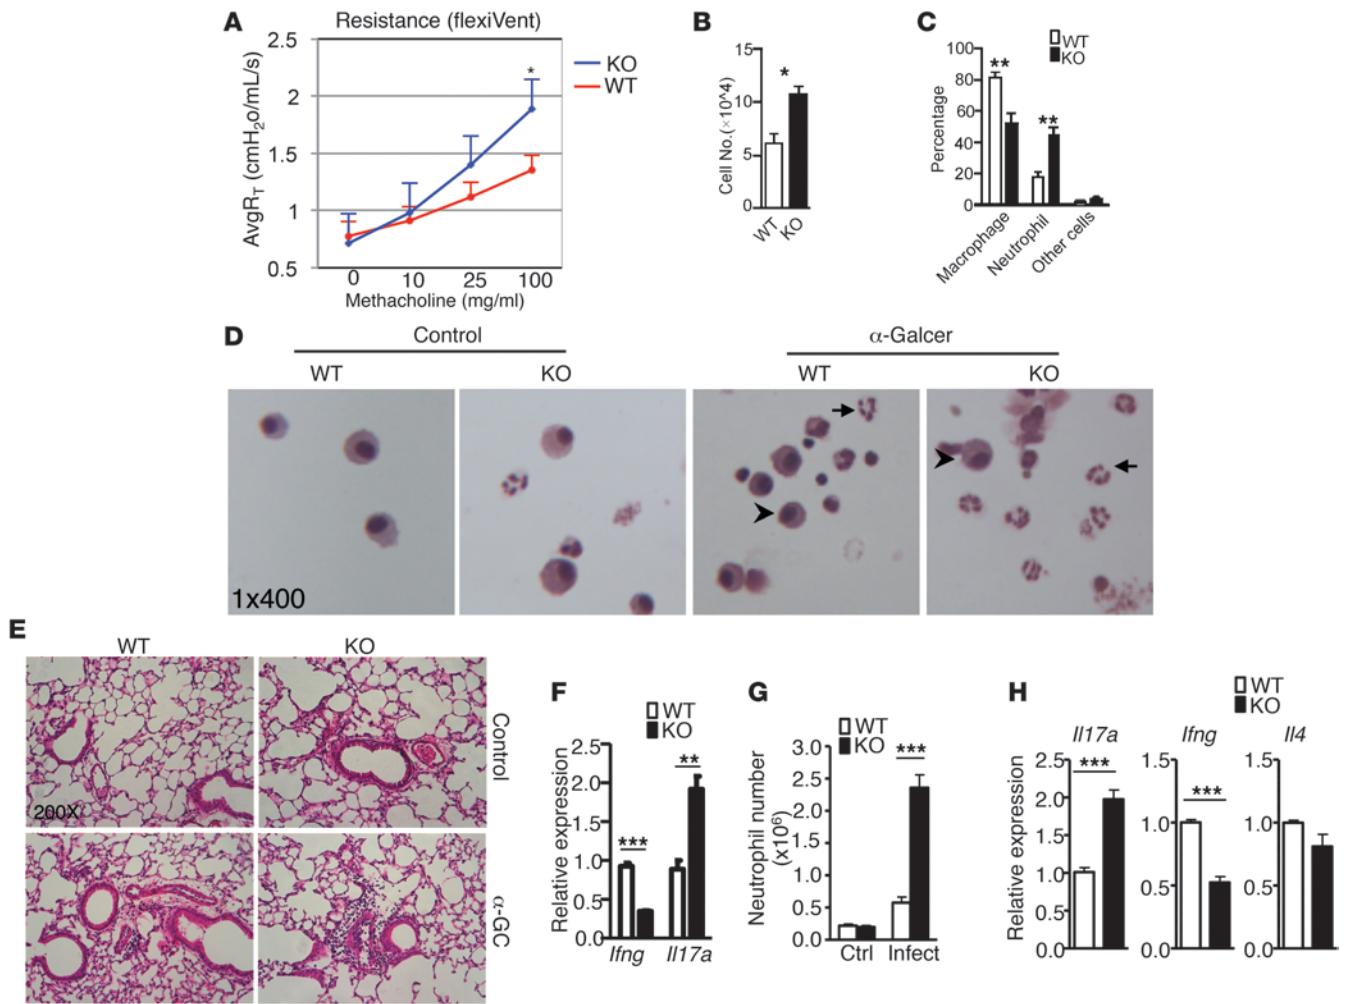 A
Resistance (flexiVent)
AvgR_T (cmH₂o/mL/s)
2.5
2
1.5
1
0.5
0 10 25 100
Methacholine (mg/ml)
*
KO
WT
B
Cell No.(×10^4)
15
10
5
0
*
WT KO
C
WT
KO
Percentage
100
80
60
40
20
0
**
**
Macrophage Neutrophil Other cells
D
Control
α-Galcer
WT KO WT KO
1x400
E
WT KO
Control
200X
α-GC
F
WT
KO
Relative expression
2.5
2.0
1.5
1.0
0.5
0.0
***
**
Ifng Il17a
G
WT
KO
Neutrophil number
(x10⁶)
3.0
2.5
2.0
1.5
1.0
0.5
0.0
***
Ctrl Infect
H
WT
KO
Relative expression
Il17a
2.5
2.0
1.5
1.0
0.5
0.0
***
Ifng
1.5
1.0
0.5
0.0
***
Il4
1.5
1.0
0.5
0.0